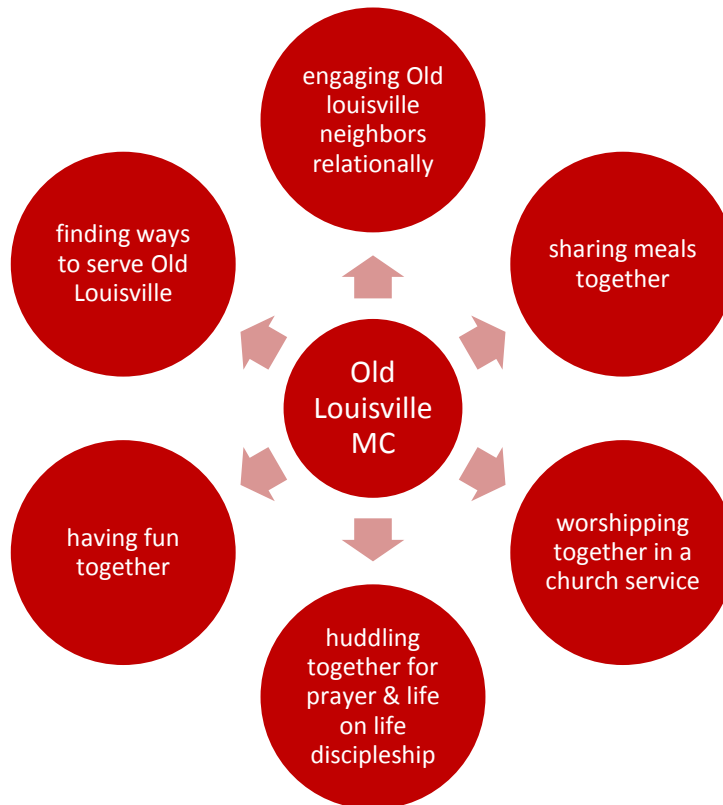 engaging Old
louisville
neighbors
relationally
sharing meals
together
worshipping
together in a
church service
huddling
together for
prayer & life
on life
discipleship
having fun
together
finding ways
to serve Old
Louisville
Old
Louisville
MC